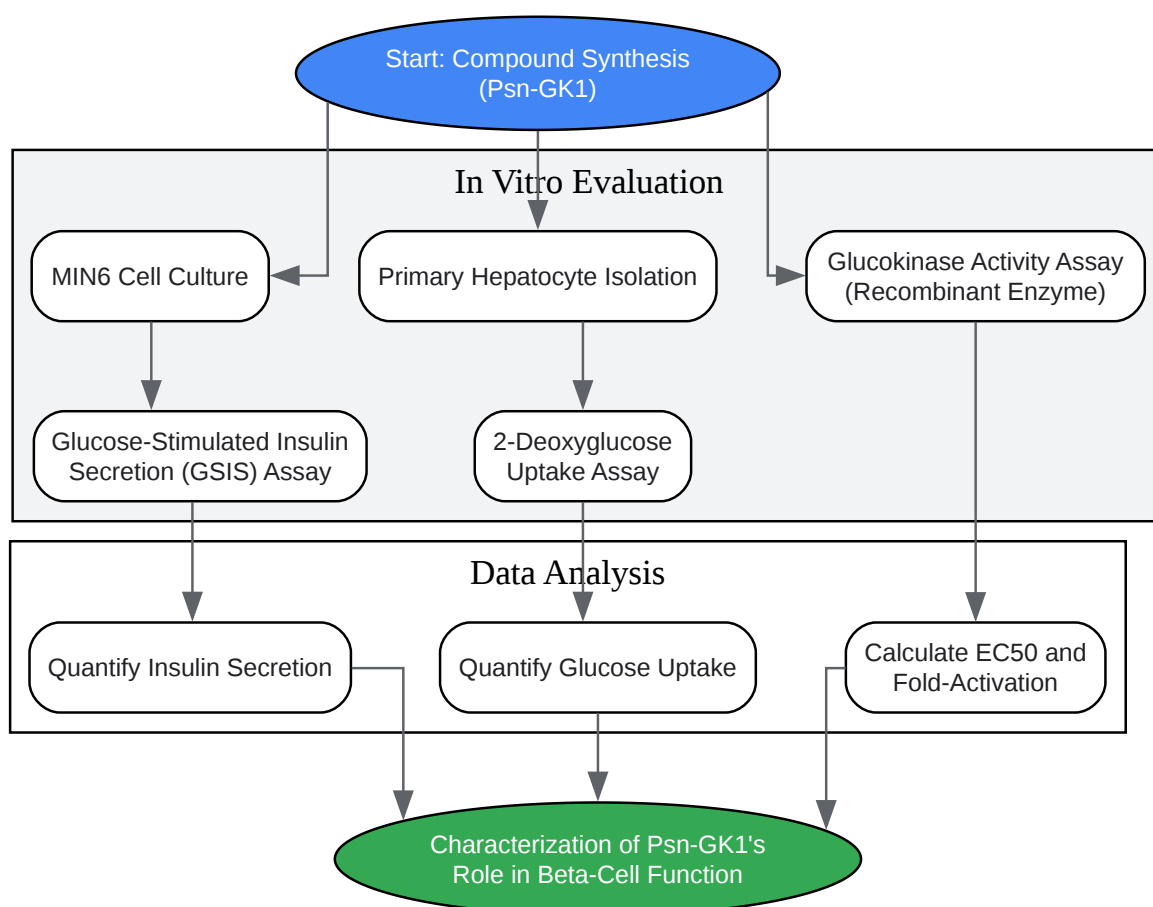 Start: Compound Synthesis
(Psn-GK1)
In Vitro Evaluation
MIN6 Cell Culture
Primary Hepatocyte Isolation
Glucokinase Activity Assay
(Recombinant Enzyme)
Glucose-Stimulated Insulin
Secretion (GSIS) Assay
2-Deoxyglucose
Uptake Assay
Data Analysis
Quantify Insulin Secretion
Quantify Glucose Uptake
Calculate EC50 and
Fold-Activation
Characterization of Psn-GK1's
Role in Beta-Cell Function